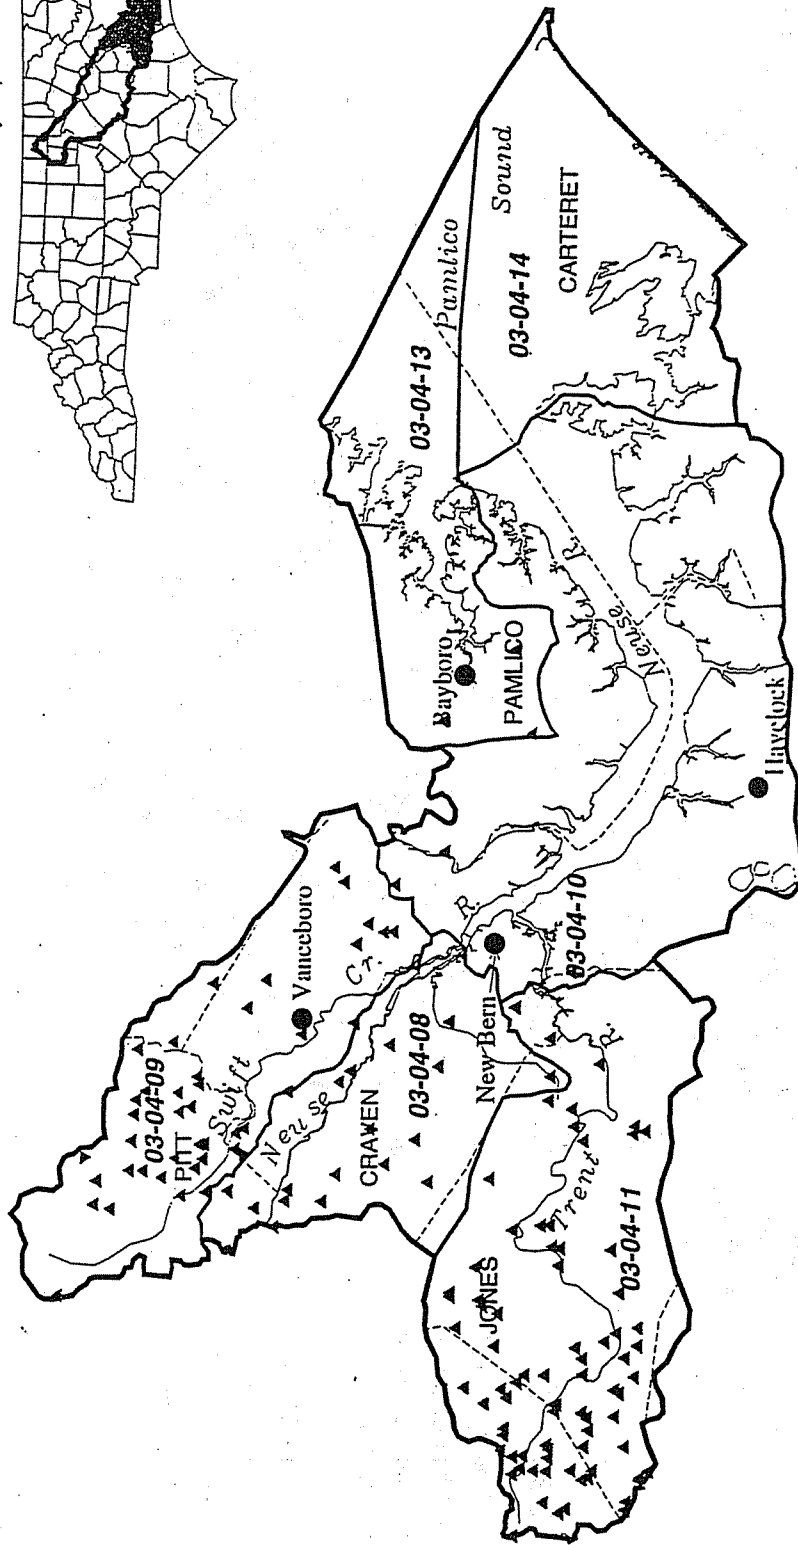 03-04-09
PITT
Swift
Cr.
Vanceboro
Neuse
R.
CRAVEN
03-04-08
New Bern
03-04-10
JONES
Trent
R.
03-04-11
Bayboro
PAMLICO
03-04-13
Pamlico
Sound
03-04-14
CARTERET
Neuse
R.
Havelock